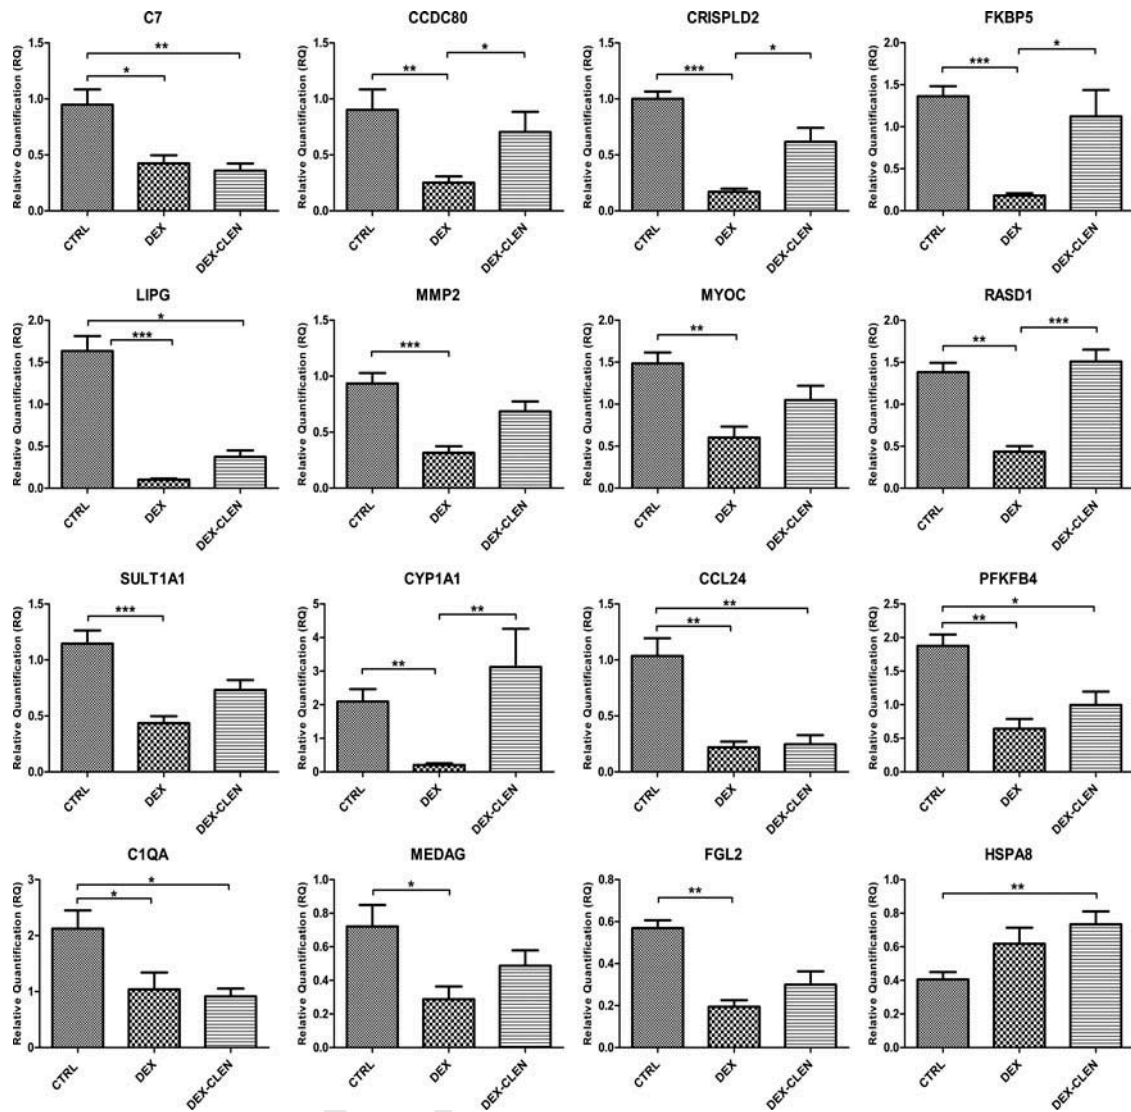 C7
Relative Quantification (RQ)
1.5
1.0
0.5
0.0
**
*
CTRL
DEX
DEX-CLEN
CCDC80
Relative Quantification (RQ)
1.5
1.0
0.5
0.0
**
*
CTRL
DEX
DEX-CLEN
CRISPLD2
Relative Quantification (RQ)
1.5
1.0
0.5
0.0
***
*
CTRL
DEX
DEX-CLEN
FKBP5
Relative Quantification (RQ)
2.0
1.5
1.0
0.5
0.0
***
*
CTRL
DEX
DEX-CLEN
LIPG
Relative Quantification (RQ)
2.0
1.5
1.0
0.5
0.0
*
***
CTRL
DEX
DEX-CLEN
MMP2
Relative Quantification (RQ)
1.5
1.0
0.5
0.0
***
CTRL
DEX
DEX-CLEN
MYOC
Relative Quantification (RQ)
2.0
1.5
1.0
0.5
0.0
**
CTRL
DEX
DEX-CLEN
RASD1
Relative Quantification (RQ)
2.0
1.5
1.0
0.5
0.0
**
***
CTRL
DEX
DEX-CLEN
SULT1A1
Relative Quantification (RQ)
1.5
1.0
0.5
0.0
***
CTRL
DEX
DEX-CLEN
CYP1A1
Relative Quantification (RQ)
5
4
3
2
1
0
**
**
CTRL
DEX
DEX-CLEN
CCL24
Relative Quantification (RQ)
1.5
1.0
0.5
0.0
**
**
CTRL
DEX
DEX-CLEN
PFKFB4
Relative Quantification (RQ)
2.5
2.0
1.5
1.0
0.5
0.0
*
**
CTRL
DEX
DEX-CLEN
C1QA
Relative Quantification (RQ)
3
2
1
0
*
*
CTRL
DEX
DEX-CLEN
MEDAG
Relative Quantification (RQ)
1.0
0.8
0.6
0.4
0.2
0.0
*
CTRL
DEX
DEX-CLEN
FGL2
Relative Quantification (RQ)
0.8
0.6
0.4
0.2
0.0
**
CTRL
DEX
DEX-CLEN
HSPA8
Relative Quantification (RQ)
1.0
0.8
0.6
0.4
0.2
0.0
**
CTRL
DEX
DEX-CLEN